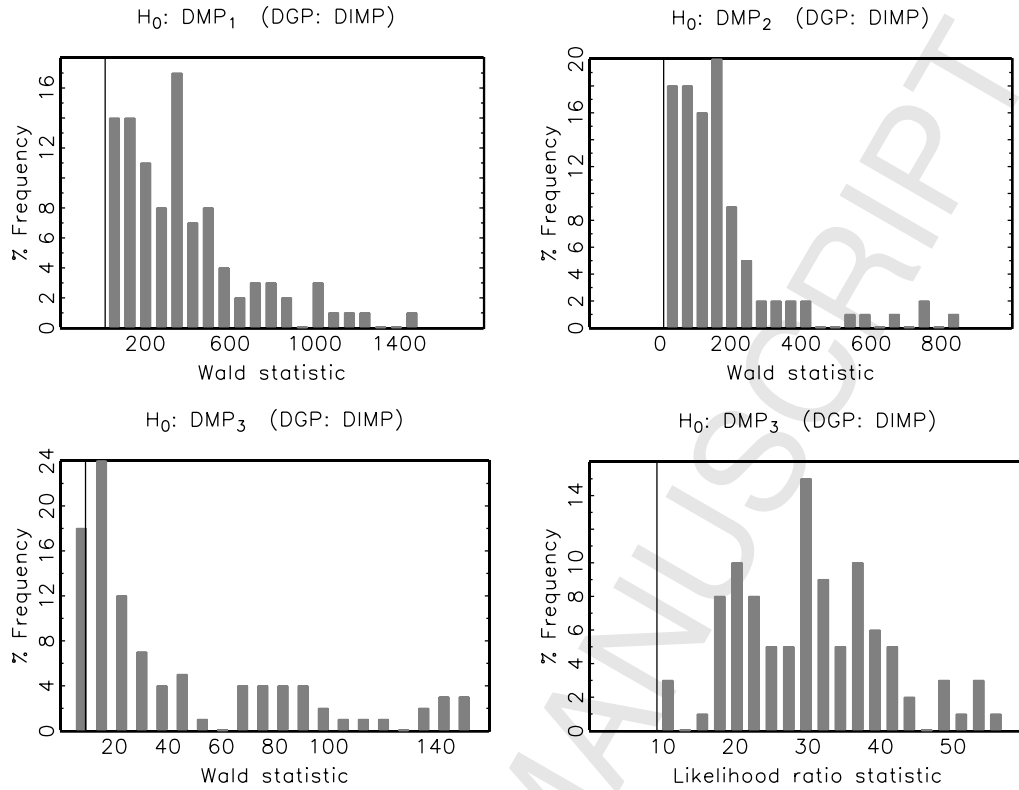 H₀: DMP₁ (DGP: DIMP)
% Frequency
16
12
8
6
4
2
0
200 600 1000 1400
Wald statistic
H₀: DMP₂ (DGP: DIMP)
% Frequency
20
16
12
8
6
4
2
0
0 200 400 600 800
Wald statistic
H₀: DMP₃ (DGP: DIMP)
% Frequency
24
20
16
12
8
4
0
20 60 100 140
Wald statistic
H₀: DMP₃ (DGP: DIMP)
% Frequency
14
10
8
6
4
2
0
10 20 30 40 50
Likelihood ratio statistic
MANUSCRIPT